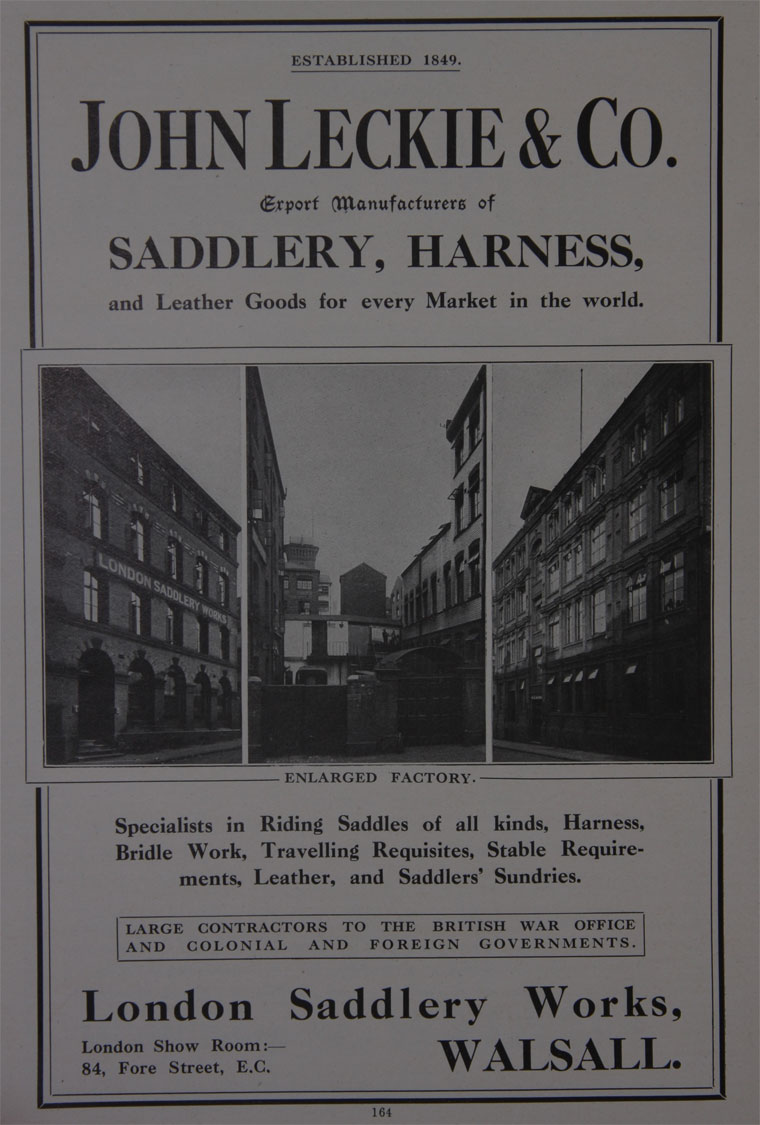 ESTABLISHED 1849.
JOHN LECKIE & CO.
Export Manufacturers of
SADDLERY, HARNESS,
and Leather Goods for every Market in the world.
LONDON SADDLERY WORKS
ENLARGED FACTORY.
Specialists in Riding Saddles of all kinds, Harness,
Bridle Work, Travelling Requisites, Stable Require-
ments, Leather, and Saddlers' Sundries.
LARGE CONTRACTORS TO THE BRITISH WAR OFFICE
AND COLONIAL AND FOREIGN GOVERNMENTS.
London Saddlery Works,
London Show Room:—
84, Fore Street, E.C.
WALSALL.
164